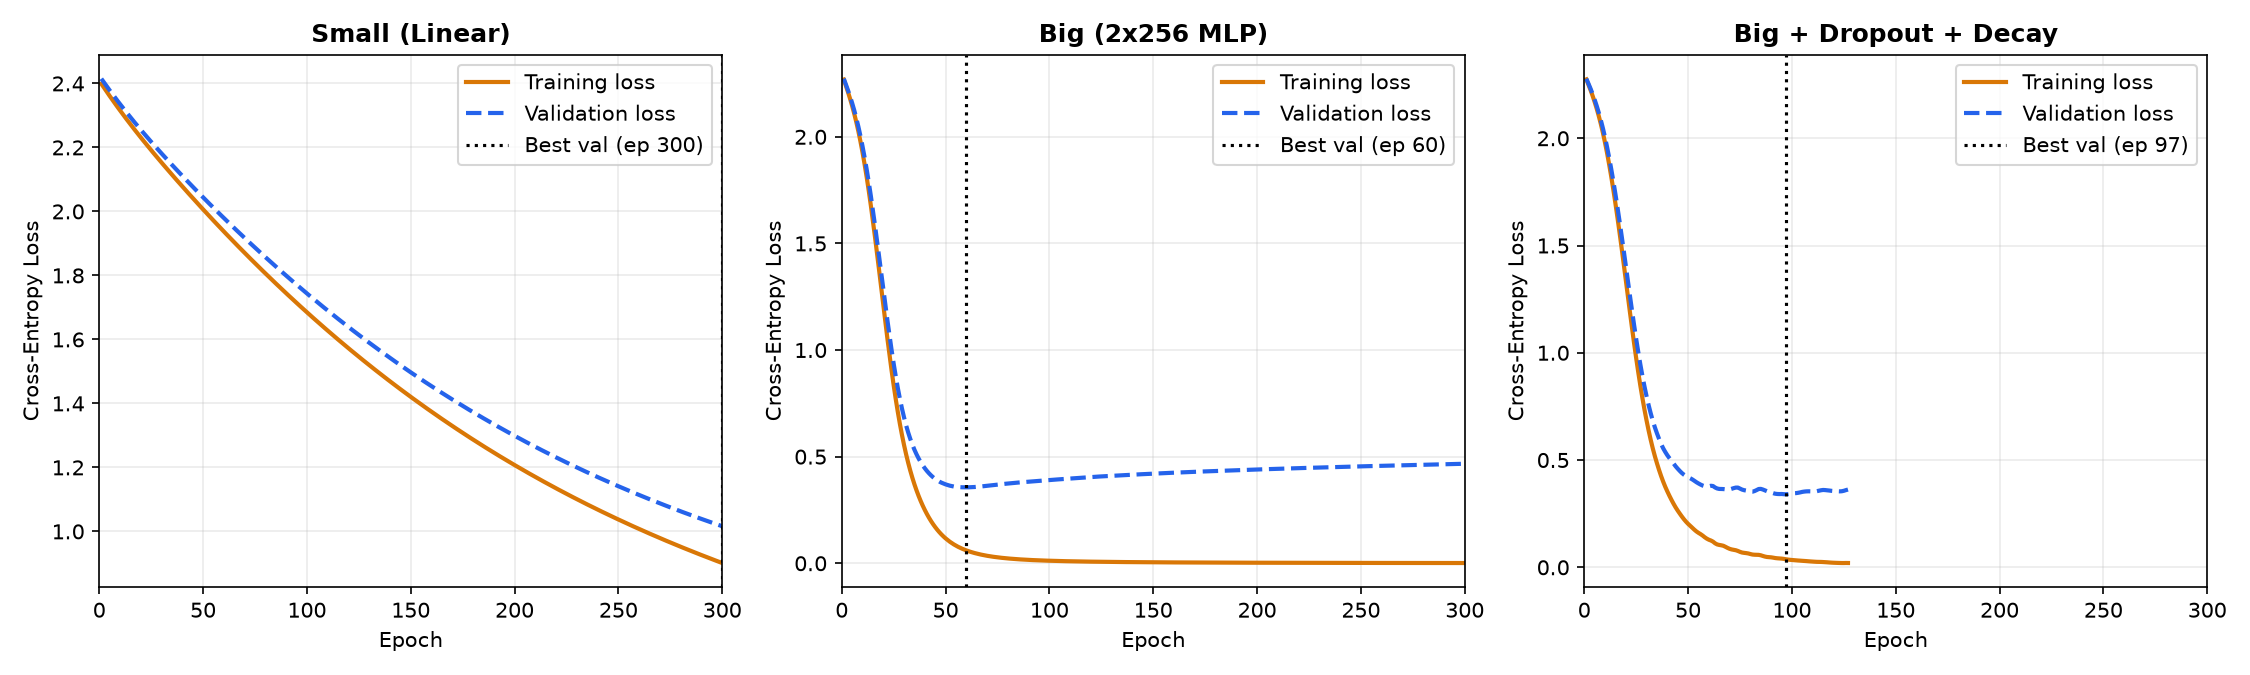 Small (Linear)
Training loss
Validation loss
Best val (ep 300)
2.4
2.2
2.0
1.8
1.6
1.4
1.2
1.0
Cross-Entropy Loss
0 50 100 150 200 250 300
Epoch
Big (2x256 MLP)
Training loss
Validation loss
Best val (ep 60)
2.0
1.5
1.0
0.5
0.0
Cross-Entropy Loss
0 50 100 150 200 250 300
Epoch
Big + Dropout + Decay
Training loss
Validation loss
Best val (ep 97)
2.0
1.5
1.0
0.5
0.0
Cross-Entropy Loss
0 50 100 150 200 250 300
Epoch